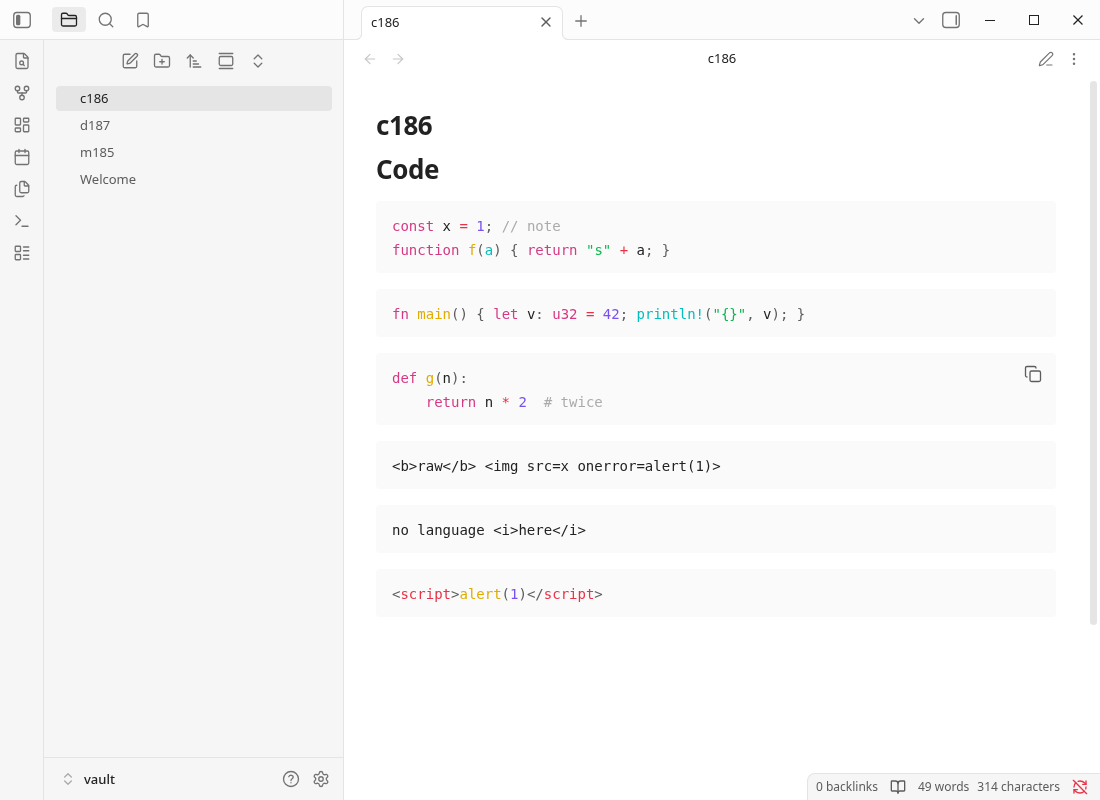 c186
c186
c186
d187
m185
Welcome
c186
Code
const x = 1; // note
function f(a) { return "s" + a; }
fn main() { let v: u32 = 42; println!("{}", v); }
def g(n):
    return n * 2  # twice
<b>raw</b> <img src=x onerror=alert(1)>
no language <i>here</i>
<script>alert(1)</script>
vault
0 backlinks 49 words 314 characters